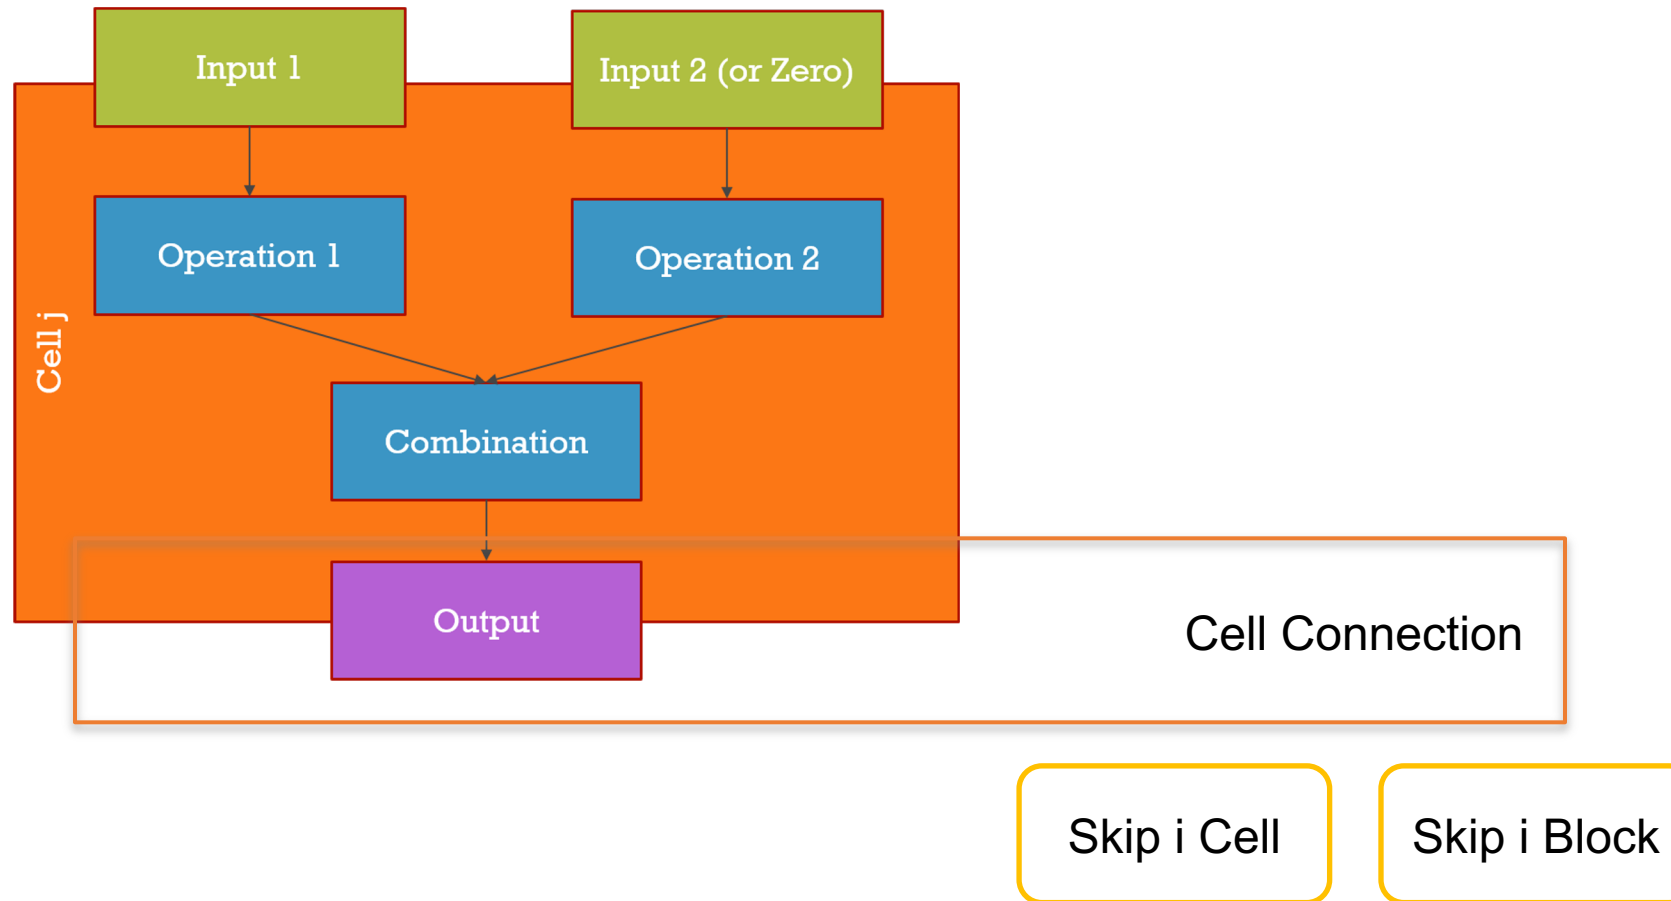 Input 1
Input 2 (or Zero)
Operation 1
Operation 2
Cell j
Combination
Output
Cell Connection
Skip i Cell
Skip i Block